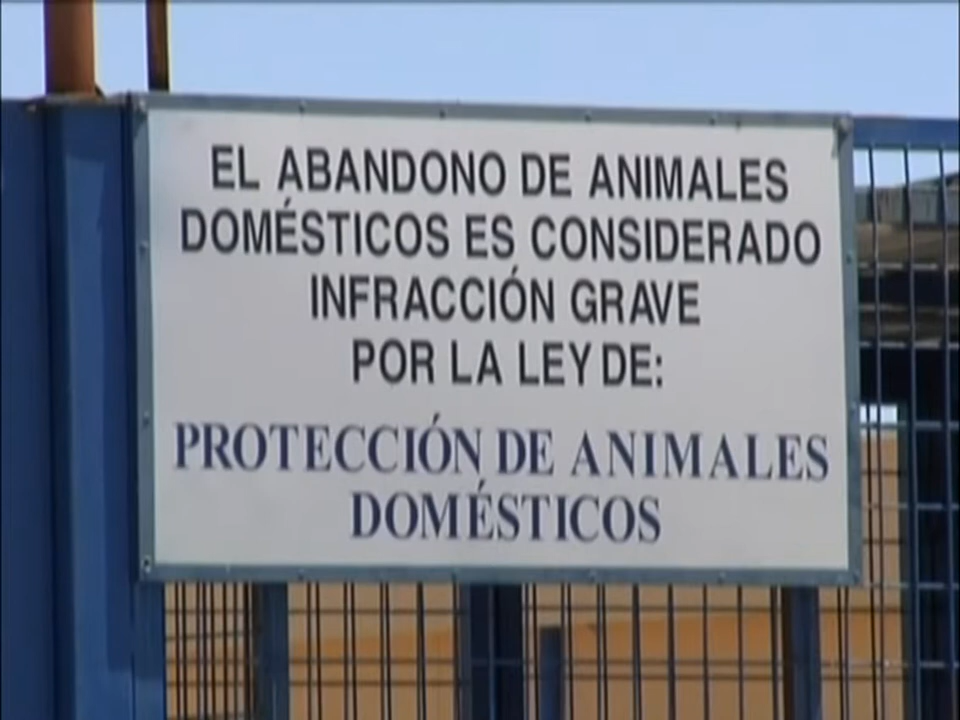 EL ABANDONO DE ANIMALES
DOMÉSTICOS ES CONSIDERADO
INFRACCIÓN GRAVE
POR LA LEY DE:
PROTECCIÓN DE ANIMALES
DOMÉSTICOS